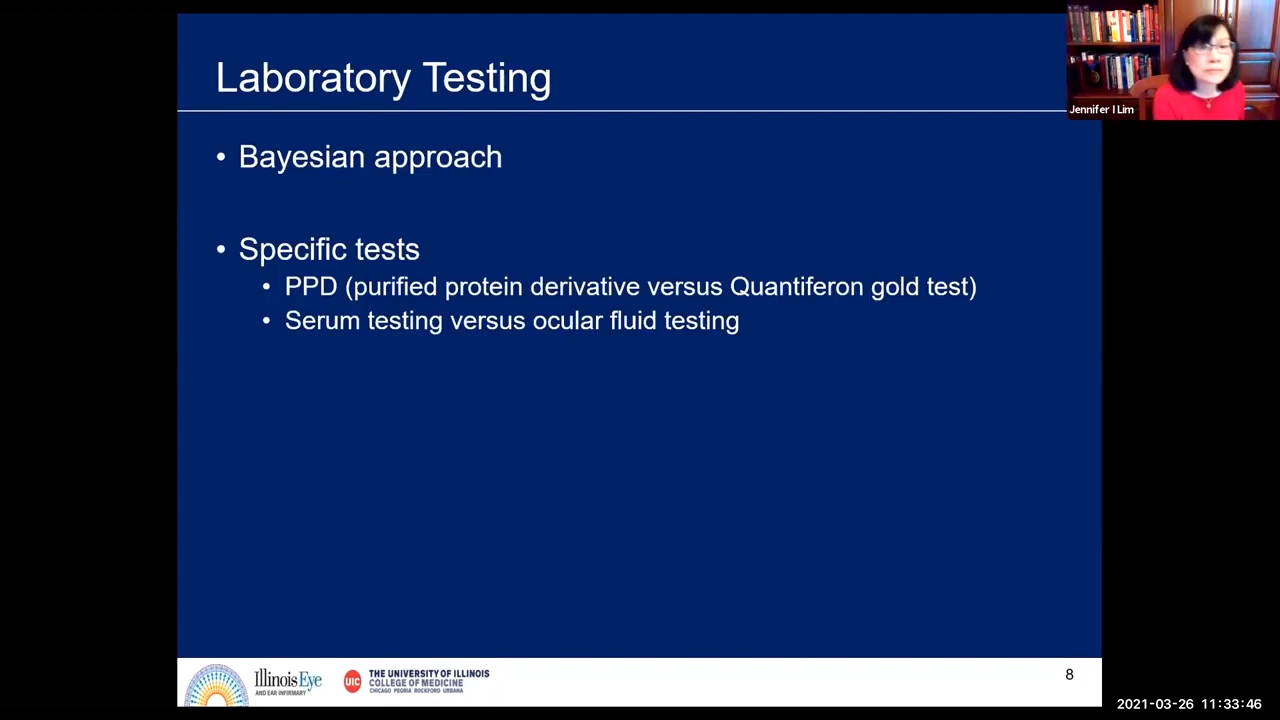 Laboratory Testing
Jennifer I Lim
• Bayesian approach
• Specific tests
• PPD (purified protein derivative versus Quantiferon gold test)
• Serum testing versus ocular fluid testing
Illinois Eye
AND EAR INFIRMARY
UIC
THE UNIVERSITY OF ILLINOIS
COLLEGE OF MEDICINE
CHICAGO PEORIA ROCKFORD URBANA
8
2021-03-26 11:33:46